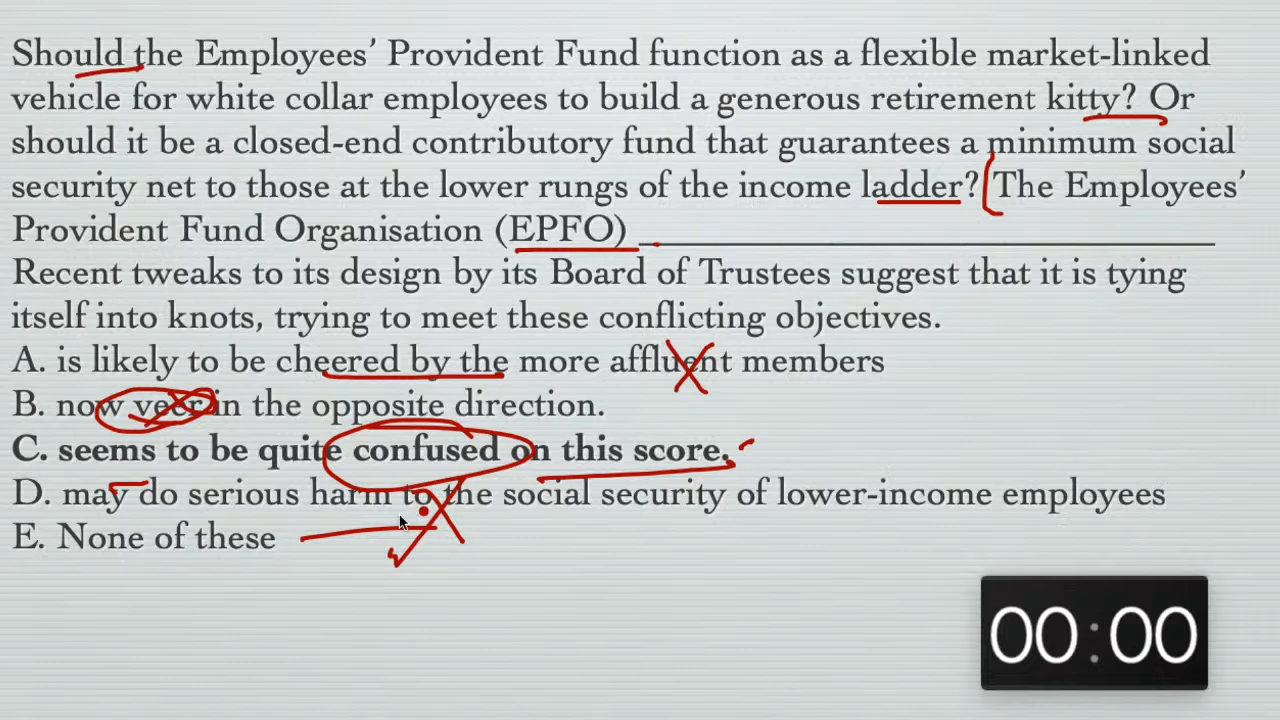 Should the Employees' Provident Fund function as a flexible market-linked
vehicle for white collar employees to build a generous retirement kitty? Or
should it be a closed-end contributory fund that guarantees a minimum social
security net to those at the lower rungs of the income ladder? The Employees'
Provident Fund Organisation (EPFO) ______________________________
Recent tweaks to its design by its Board of Trustees suggest that it is tying
itself into knots, trying to meet these conflicting objectives.
A. is likely to be cheered by the more affluent members
B. now veer in the opposite direction.
C. seems to be quite confused on this score.
D. may do serious harm to the social security of lower-income employees
E. None of these
00:00